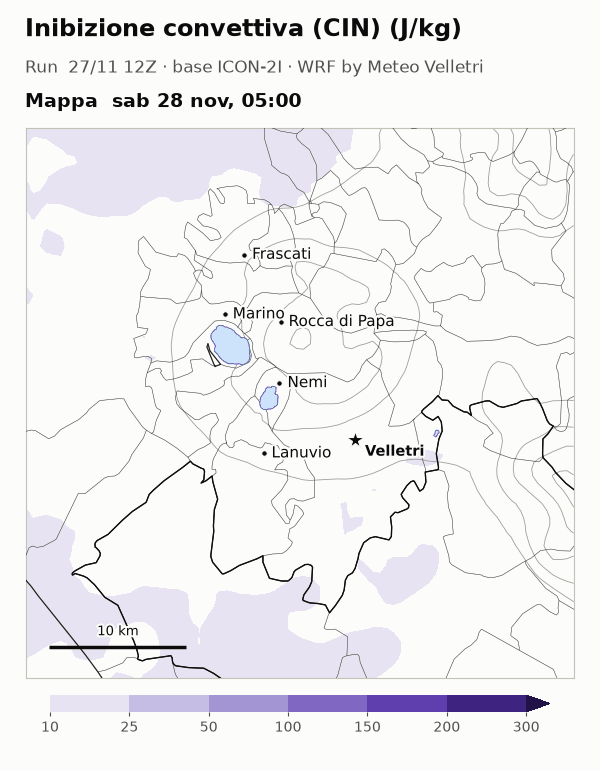 Inibizione convettiva (CIN) (J/kg)
Run  27/11 12Z · base ICON-2I · WRF by Meteo Velletri
Mappa  sab 28 nov, 05:00
Frascati
Marino
Rocca di Papa
Nemi
Velletri
Lanuvio
10 km
10 25 50 100 150 200 300